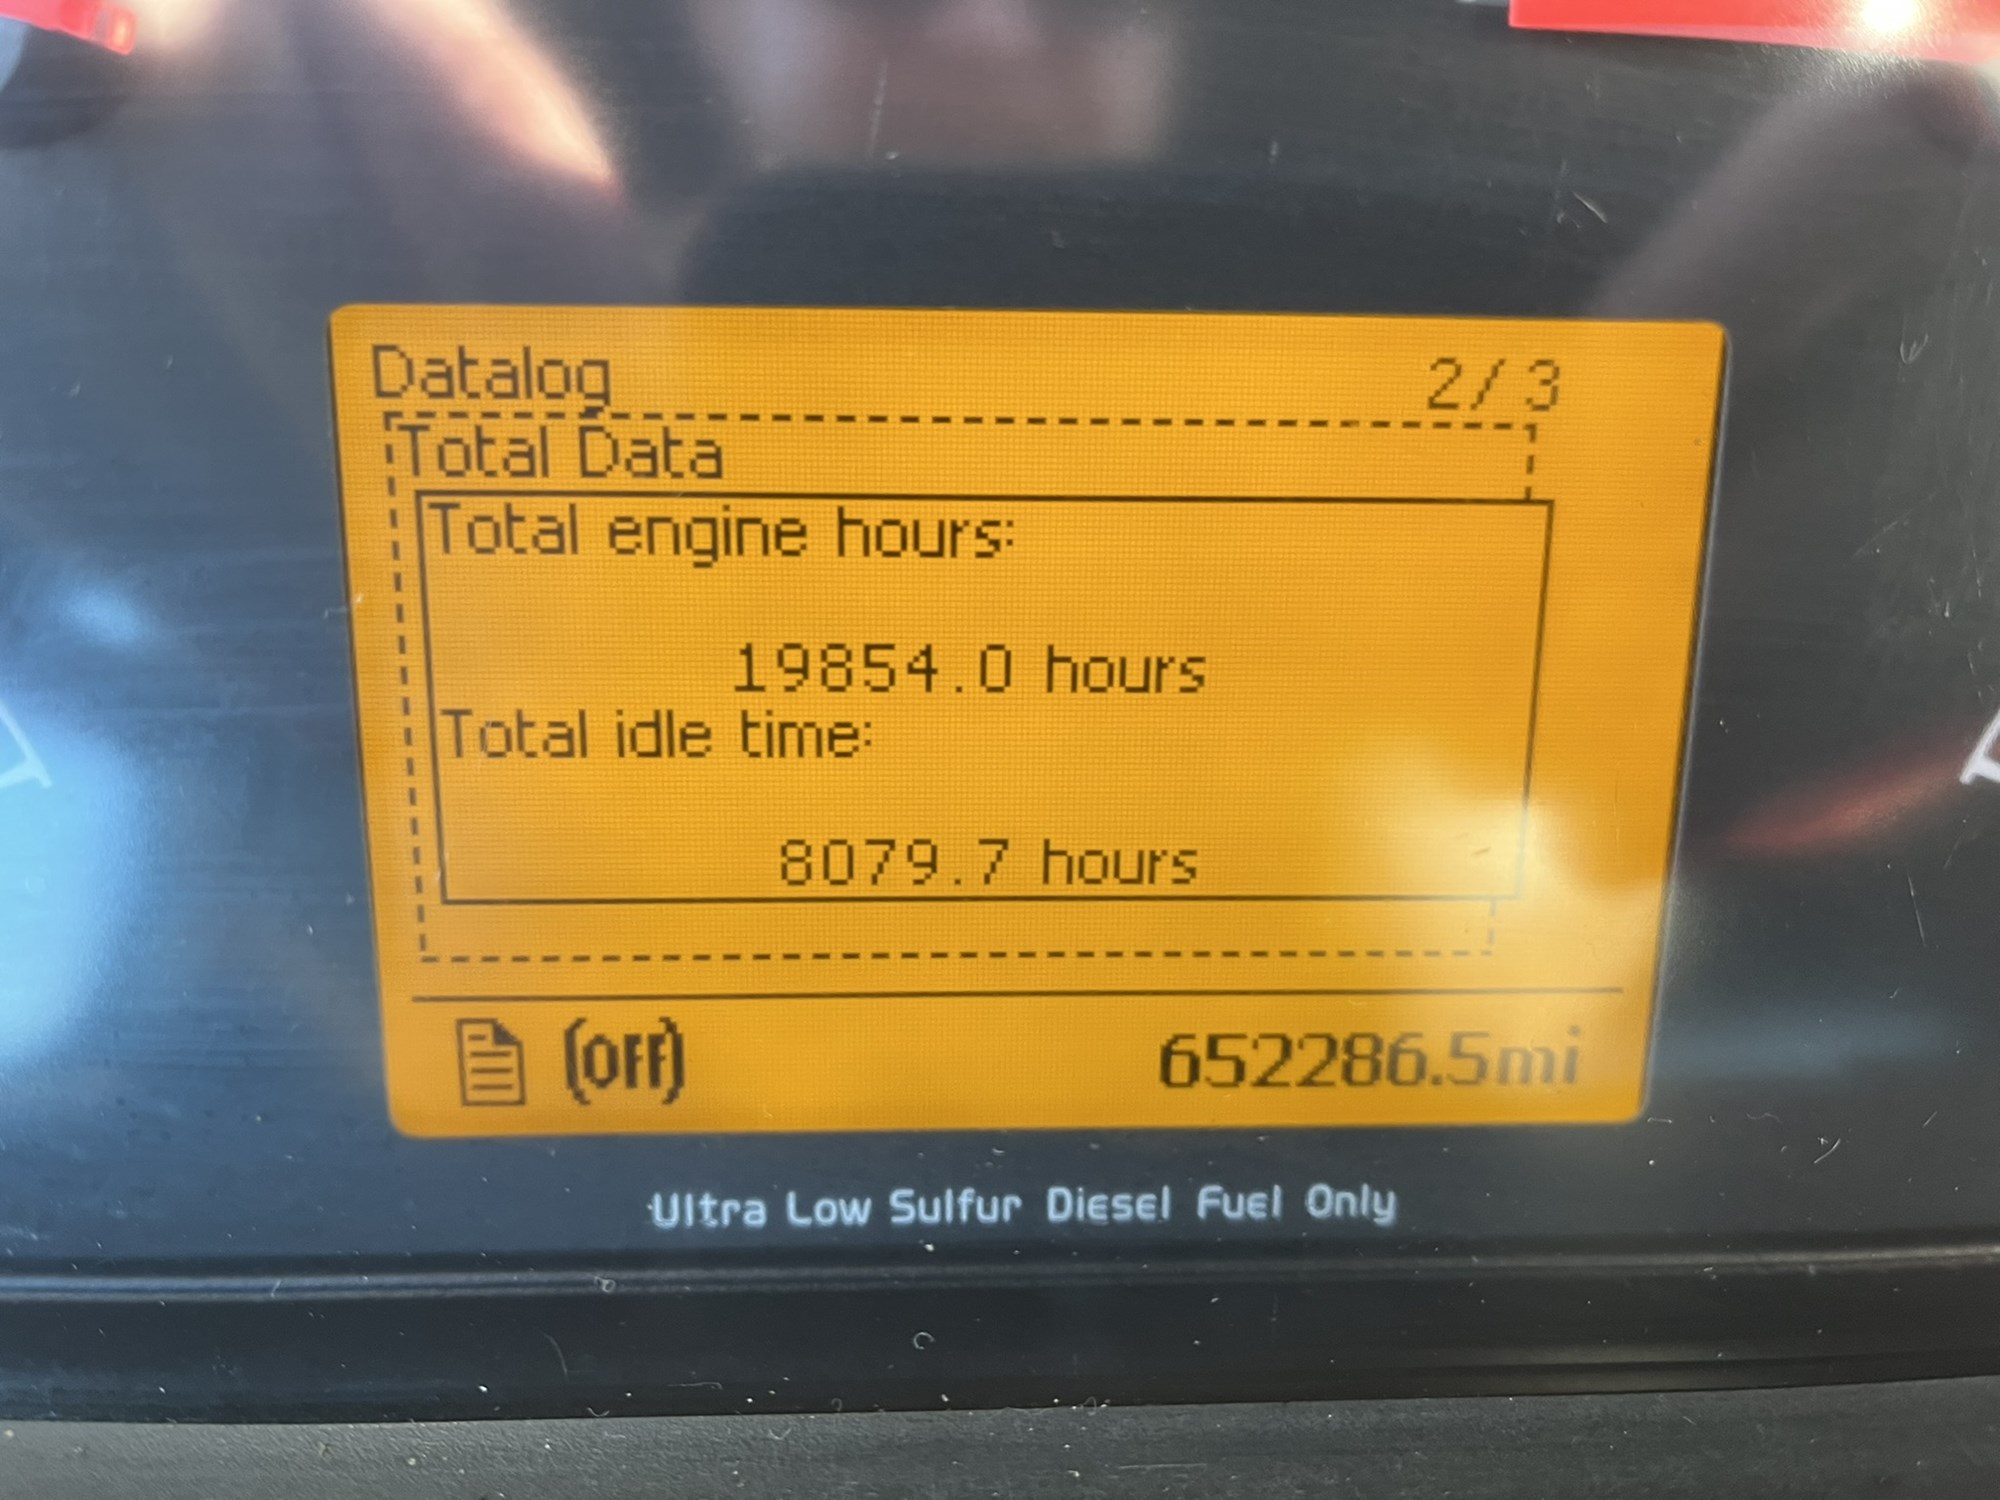 Datalog 2/3
Total Data
Total engine hours:
19854.0 hours
Total idle time:
8079.7 hours
(OFF) 652286.5mi
Ultra Low Sulfur Diesel Fuel Only